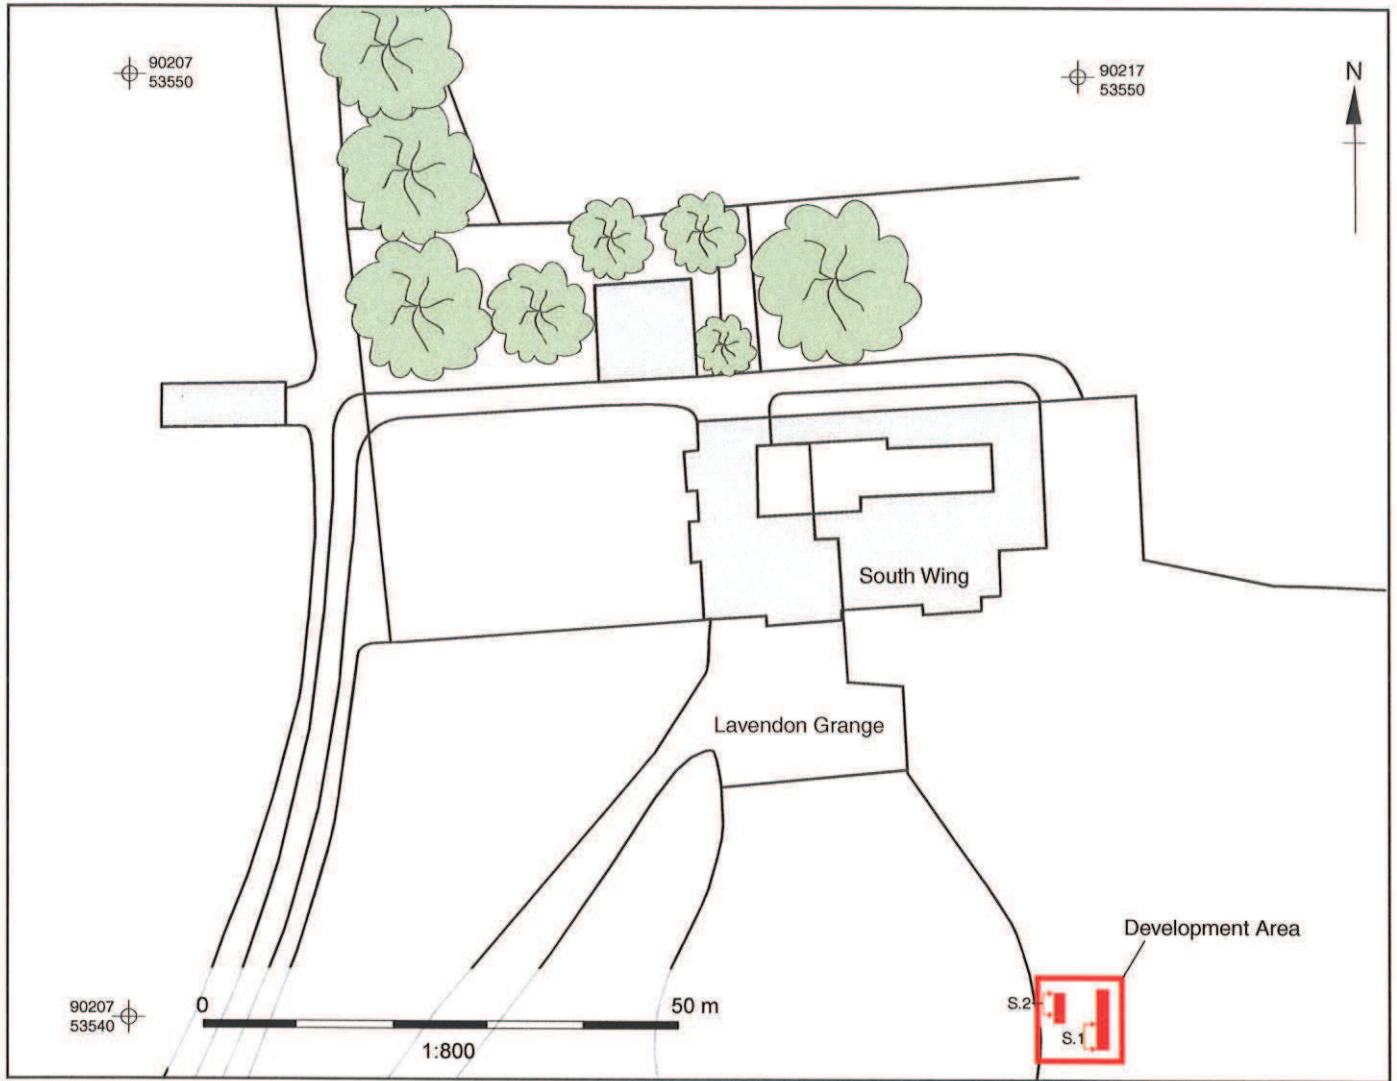 90207
53550
90217
53550
N
South Wing
Lavendon Grange
Development Area
S.2
S.1
90207
53540
0
50 m
1:800